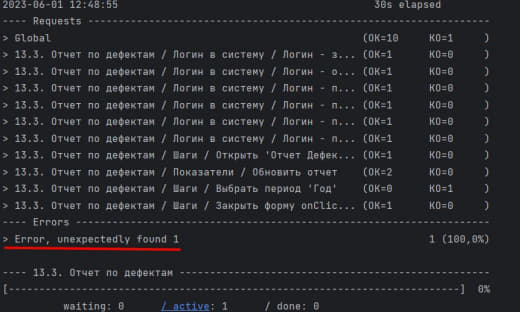 2023-06-01 12:48:55 30s elapsed
---- Requests ------------------------------------------------------------------
> Global (OK=10 KO=1 )
> 13.3. Отчет по дефектам / Логин в систему / Логин - з... (OK=1 KO=0 )
> 13.3. Отчет по дефектам / Логин в систему / Логин - о... (OK=1 KO=0 )
> 13.3. Отчет по дефектам / Логин в систему / Логин - п... (OK=1 KO=0 )
> 13.3. Отчет по дефектам / Логин в систему / Логин - п... (OK=1 KO=0 )
> 13.3. Отчет по дефектам / Логин в систему / Логин - п... (OK=1 KO=0 )
> 13.3. Отчет по дефектам / Логин в систему / Логин - п... (OK=1 KO=0 )
> 13.3. Отчет по дефектам / Шаги / Открыть 'Отчет Дефек... (OK=1 KO=0 )
> 13.3. Отчет по дефектам / Показатели / Обновить отчет (OK=2 KO=0 )
> 13.3. Отчет по дефектам / Шаги / Выбрать период 'Год' (OK=0 KO=1 )
> 13.3. Отчет по дефектам / Шаги / Закрыть форму onClic... (OK=1 KO=0 )
---- Errors --------------------------------------------------------------------
> Error, unexpectedly found 1 1 (100,0%)
---- 13.3. Отчет по дефектам ---------------------------------------------------
[--------------------------------------------------------------------------] 0%
waiting: 0 / active: 1 / done: 0